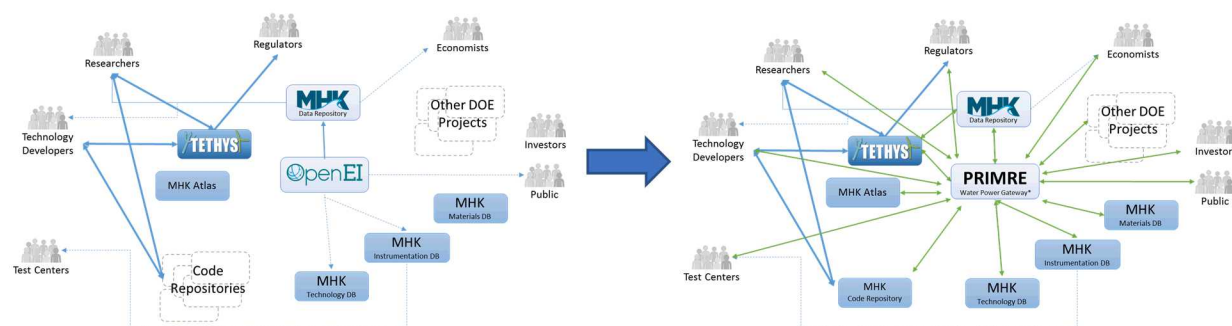 Regulators
Economists
Researchers
MHK
Data Repository
Other DOE
Projects
Technology
Developers
TETHYS
Investors
OpenEI
MHK Atlas
Public
MHK
Materials DB
MHK
Instrumentation DB
Test Centers
Code
Repositories
MHK
Technology DB
Regulators
Economists
Researchers
MHK
Data Repository
Other DOE
Projects
Technology
Developers
TETHYS
Investor
PRIMRE
Water Power Gateway*
MHK Atlas
Public
MHK
Materials DB
MHK
Instrumentation DB
Test Centers
MHK
Code Repository
MHK
Technology DB